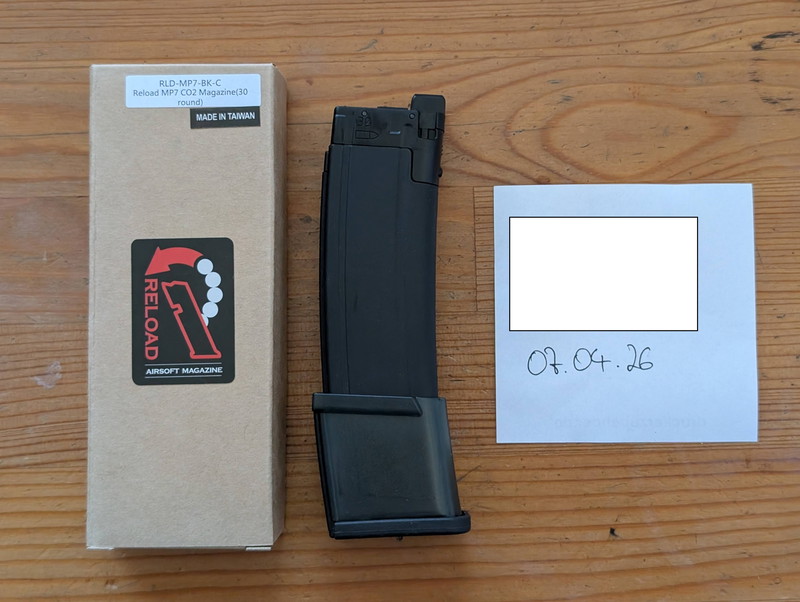 RLD-MP7-BK-C
Reload MP7 CO2 Magazine(30
round)
MADE IN TAIWAN
RELOAD
AIRSOFT MAGAZINE
07.04.26